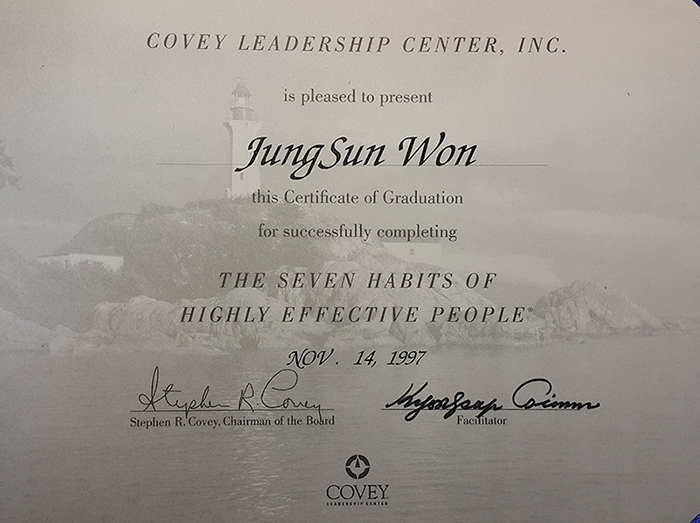 COVEY LEADERSHIP CENTER, INC.
is pleased to present
JungSun Won
this Certificate of Graduation
for successfully completing
THE SEVEN HABITS OF
HIGHLY EFFECTIVE PEOPLE®
NOV. 14, 1997
Stephen R Covey
Stephen R. Covey, Chairman of the Board
Facilitator
COVEY
LEADERSHIP CENTER